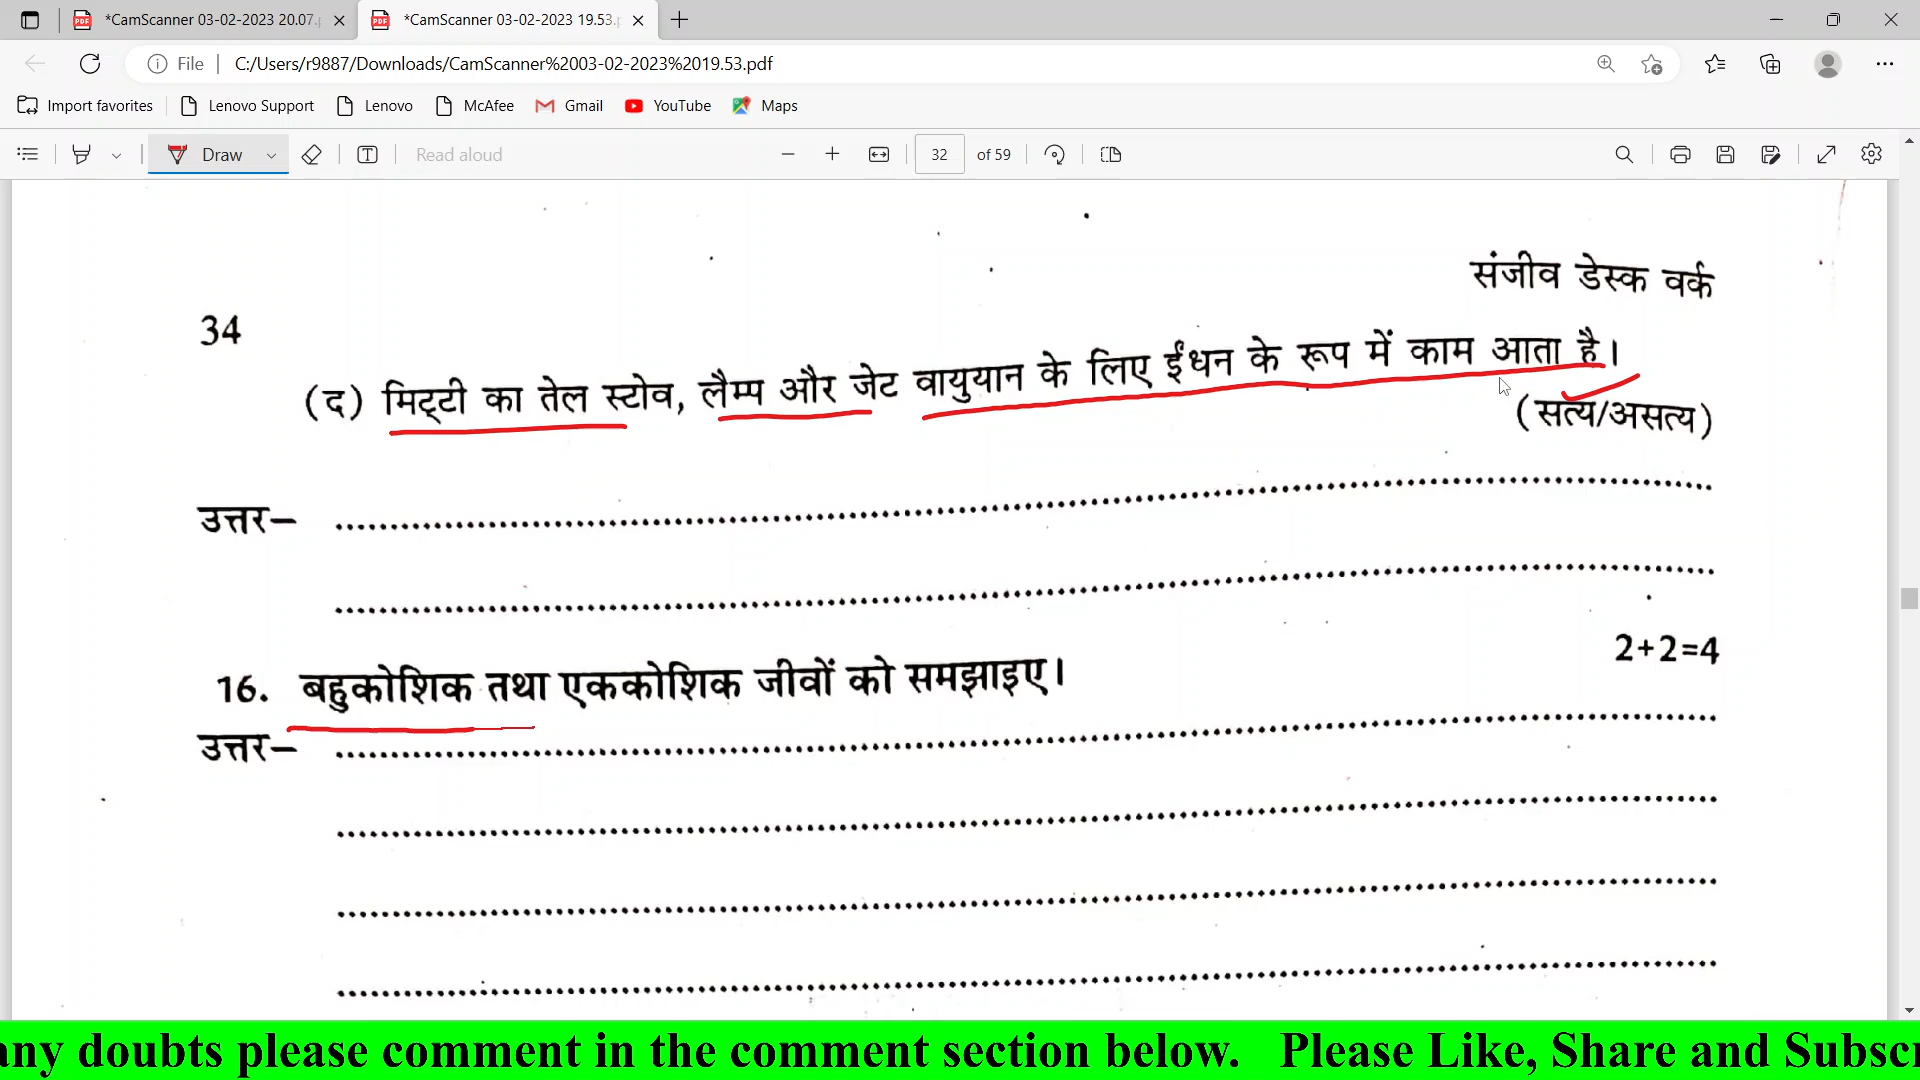 *CamScanner 03-02-2023 20.07.
*CamScanner 03-02-2023 19.53.
File
C:/Users/r9887/Downloads/CamScanner%2003-02-2023%2019.53.pdf
Import favorites
Lenovo Support
Lenovo
McAfee
Gmail
YouTube
Maps
Draw
Read aloud
32 of 59
संजीव डेस्क वर्क
34
(द) मिट्टी का तेल स्टोव, लैम्प और जेट वायुयान के लिए ईंधन के रूप में काम आता है।
(सत्य/असत्य)
उत्तर–
2+2=4
16. बहुकोशिक तथा एककोशिक जीवों को समझाइए।
उत्तर–
any doubts please comment in the comment section below. Please Like, Share and Subscr